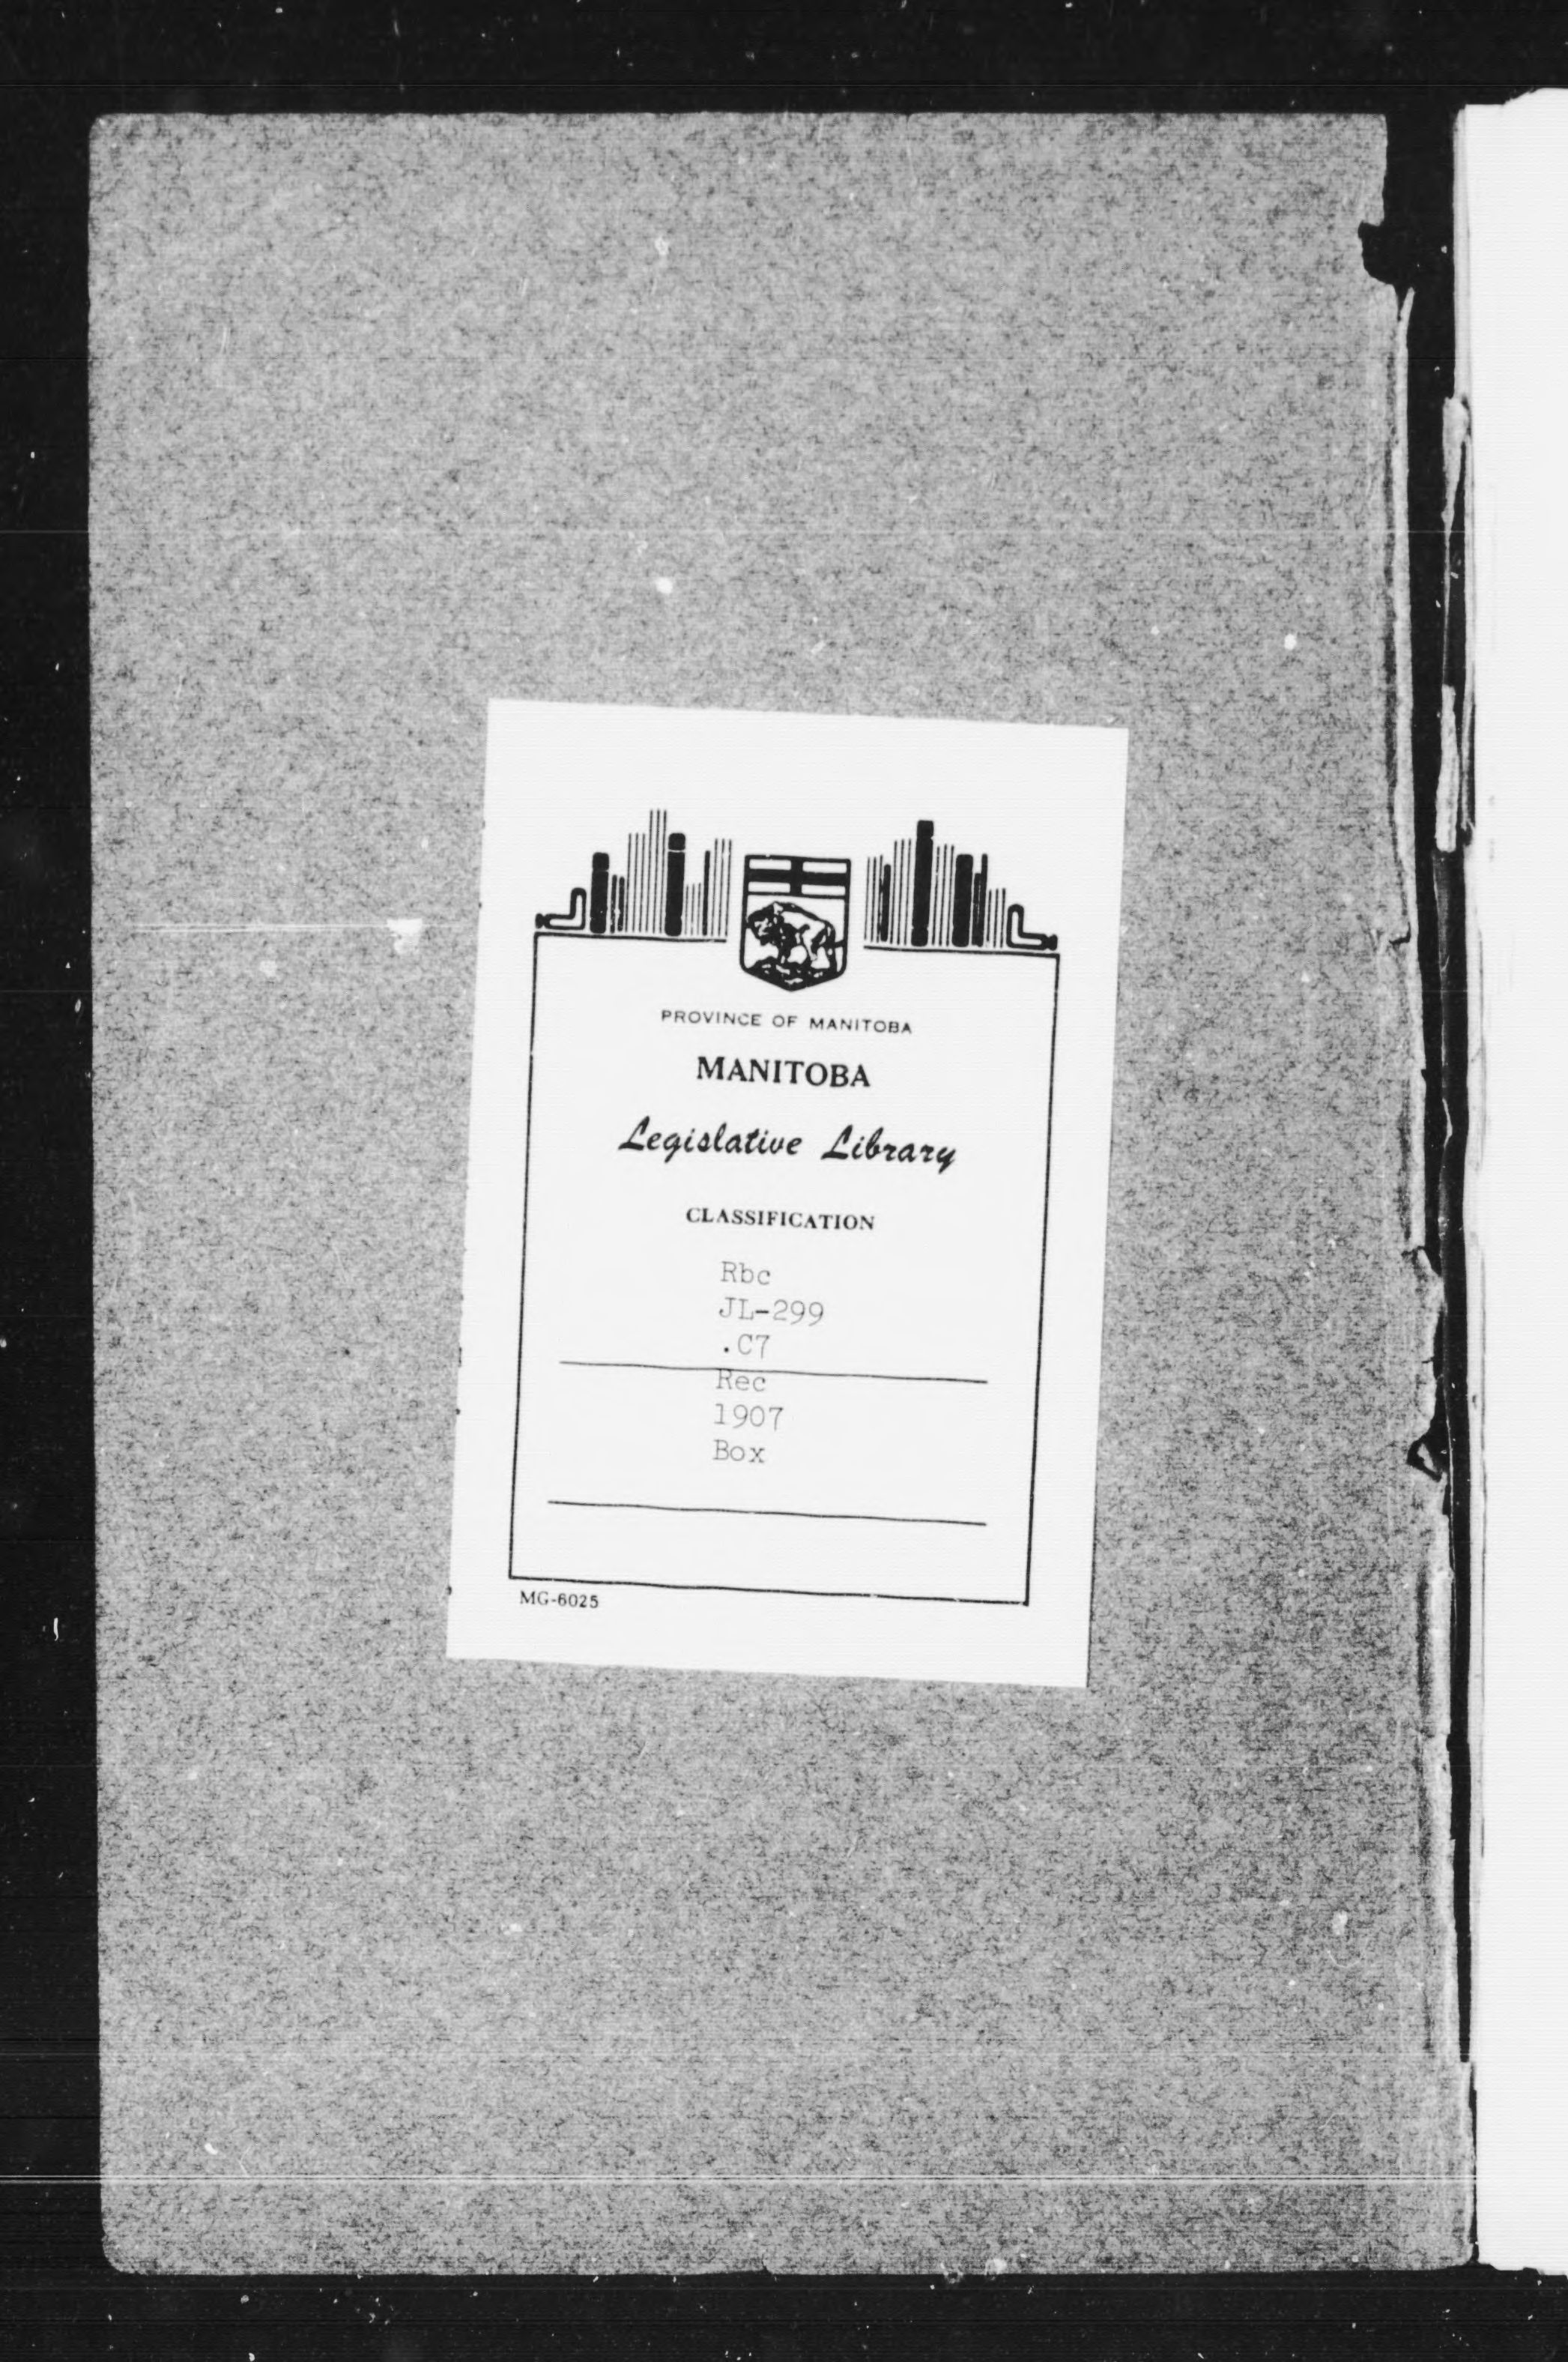 PROVINCE OF MANITOBA
MANITOBA
Legislative Library
CLASSIFICATION
Rbc
JL-299
.C7
Rec
1907
Box
MG-6025